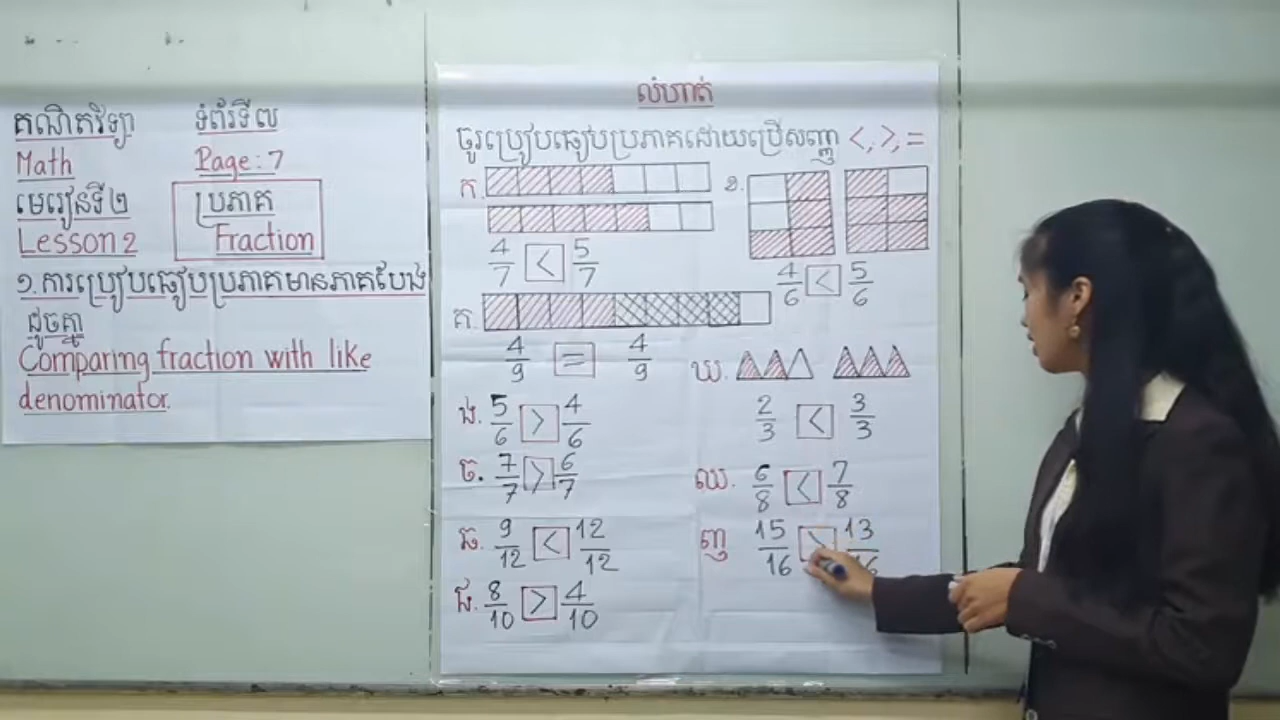 គណិតវិទ្យា ទំព័រទី៧
Math Page: 7
មេរៀនទី២ ប្រភាគ
Lesson 2 Fraction
១. ការប្រៀបធៀបប្រភាគមានភាគបែង
ដូចគ្នា
Comparing fraction with like
denominator.
លំហាត់
ចូរប្រៀបធៀបប្រភាគដោយប្រើសញ្ញា <, >, =
ក. 4/7 < 5/7
ខ. 4/6 < 5/6
គ. 4/9 = 4/9
ឃ. 2/3 < 3/3
ង. 5/6 > 4/6
ច. 7/7 > 6/7
ឈ. 6/8 < 7/8
ឆ. 9/12 < 12/12
ញ 15/16 > 13/16
ជ. 8/10 > 4/10